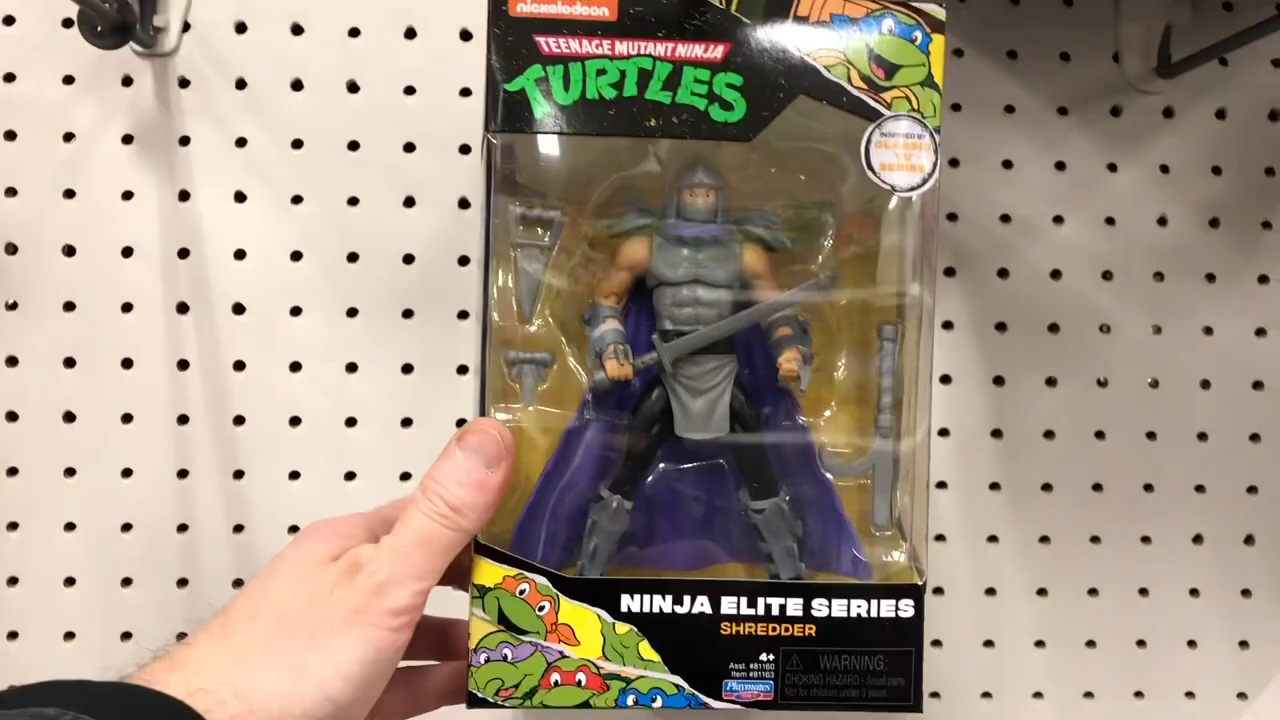 nickelodeon
TEENAGE MUTANT NINJA
TURTLES
INSPIRED BY
CLASSIC
TV
SERIES
NINJA ELITE SERIES
SHREDDER
4+
Asst. #81160
Item #81163
Playmates
WARNING:
CHOKING HAZARD - Small parts
Not for children under 3 years